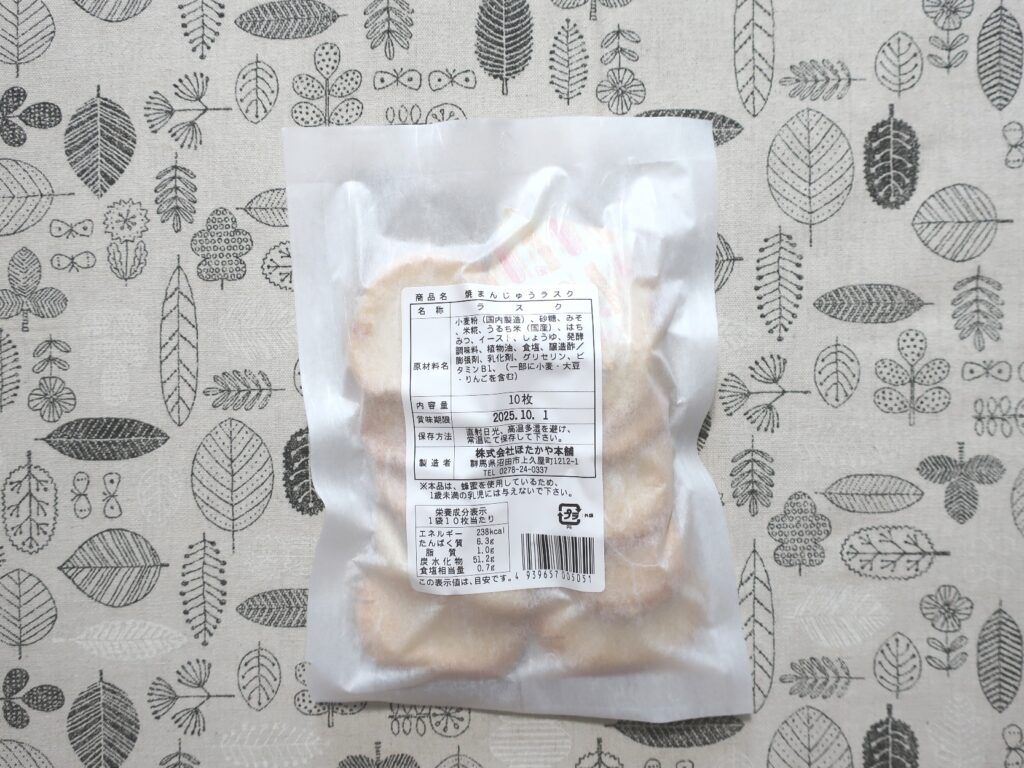 商品名 焼まんじゅうラスク
名称 ラスク
原材料名 小麦粉（国内製造）、砂糖、みそ
、米糀、うるち米（国産）、はち
みつ、イースト、しょうゆ、発酵
調味料、植物油、食塩、醸造酢／
膨張剤、乳化剤、グリセリン、ビ
タミンB1、（一部に小麦・大豆
・りんごを含む）
内容量 10枚
賞味期限 2025.10. 1
保存方法 直射日光、高温多湿を避け、
常温にて保存して下さい。
製造者 株式会社ほたかや本舗
群馬県沼田市上久屋町1212-1
TEL 0278-24-0337
※本品は、蜂蜜を使用しているため、
1歳未満の乳児には与えないで下さい。
栄養成分表示
1袋10枚当たり
エネルギー 238kcal
たんぱく質 6.3g
脂質 1.0g
炭水化物 51.2g
食塩相当量 0.7g
この表示値は、目安です。
プラ 外袋
4 939657 005051